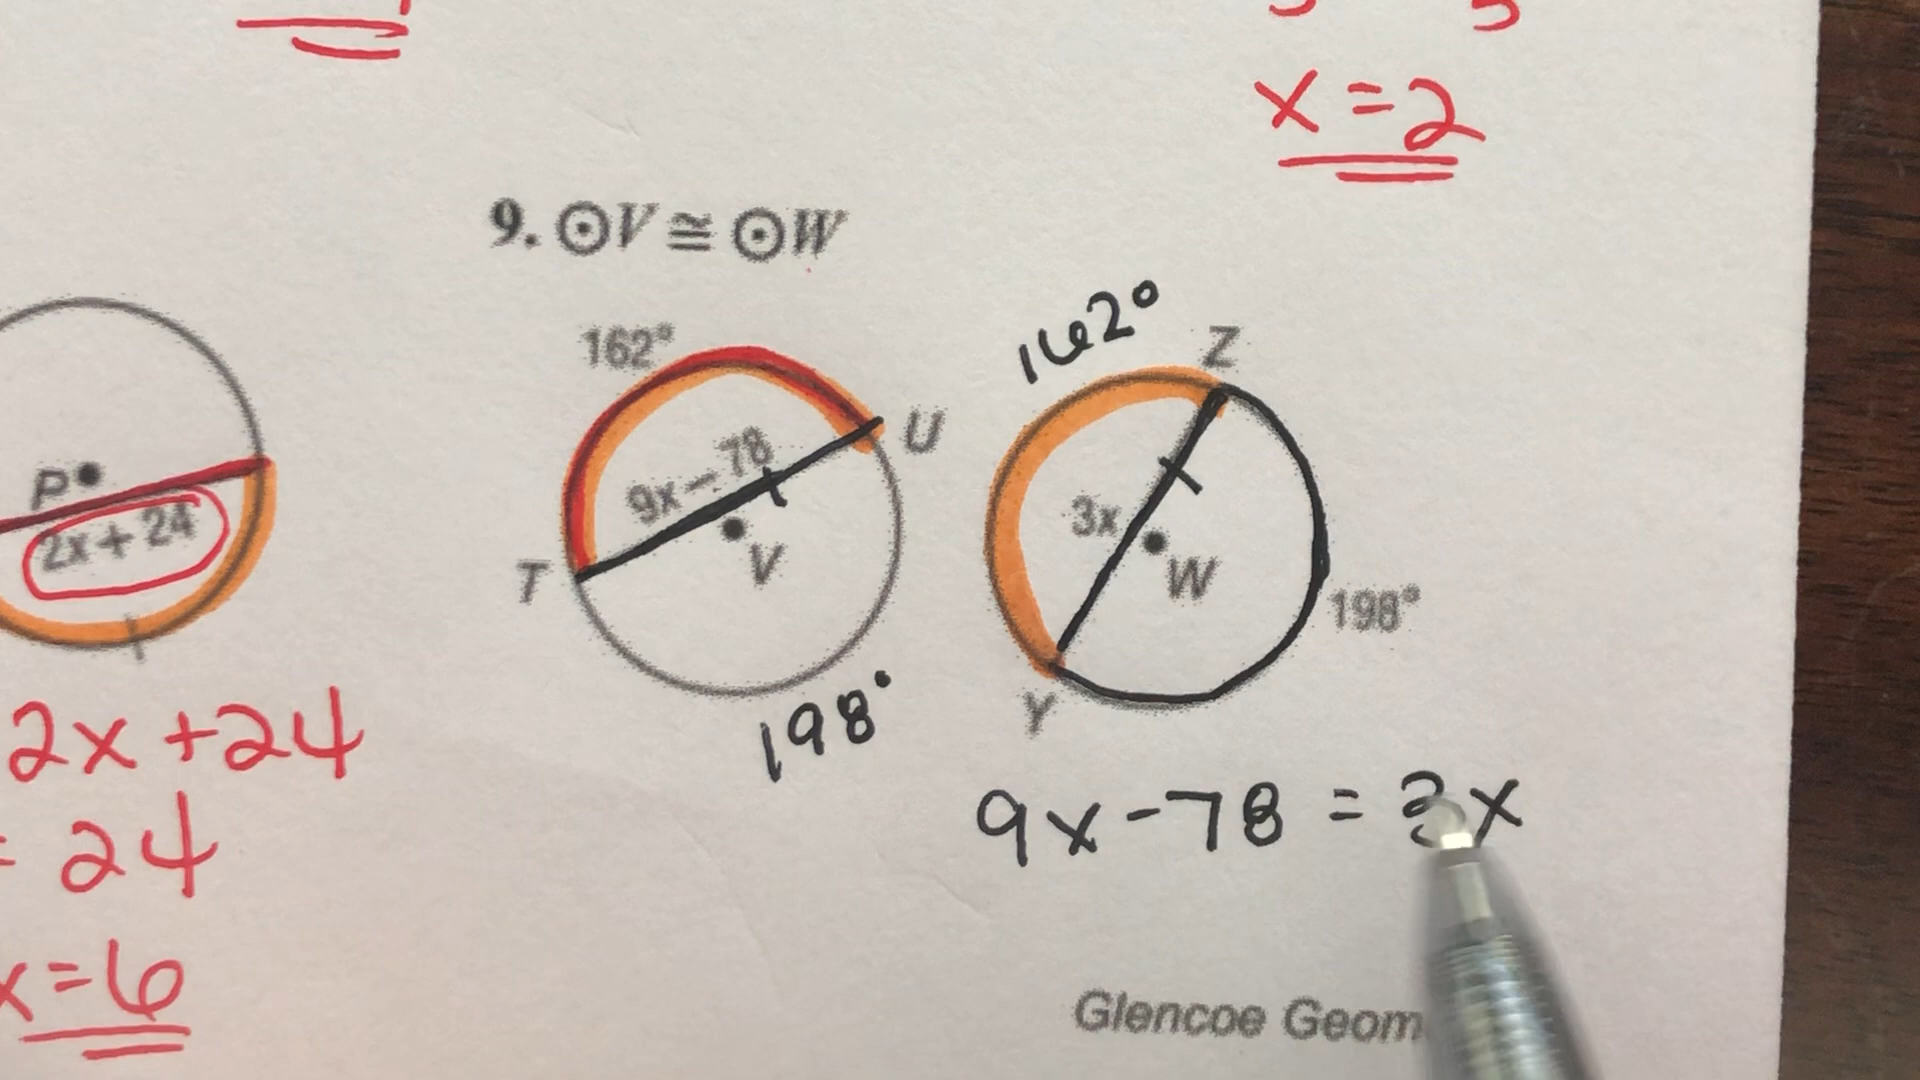 x=2
9. ⊙V ≅ ⊙W
162°
162°
Z
U
9x-78
P
2x+24
3x
T
V
W
198°
Y
198°
2x+24
9x-78 = 3x
= 24
x=6
Glencoe